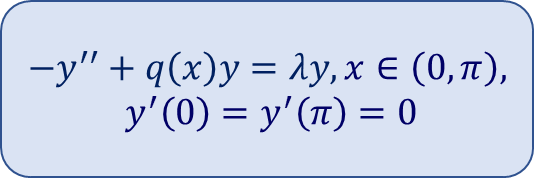 −y′′ + q(x)y = λy, x ∈ (0, π),
y′(0) = y′(π) = 0